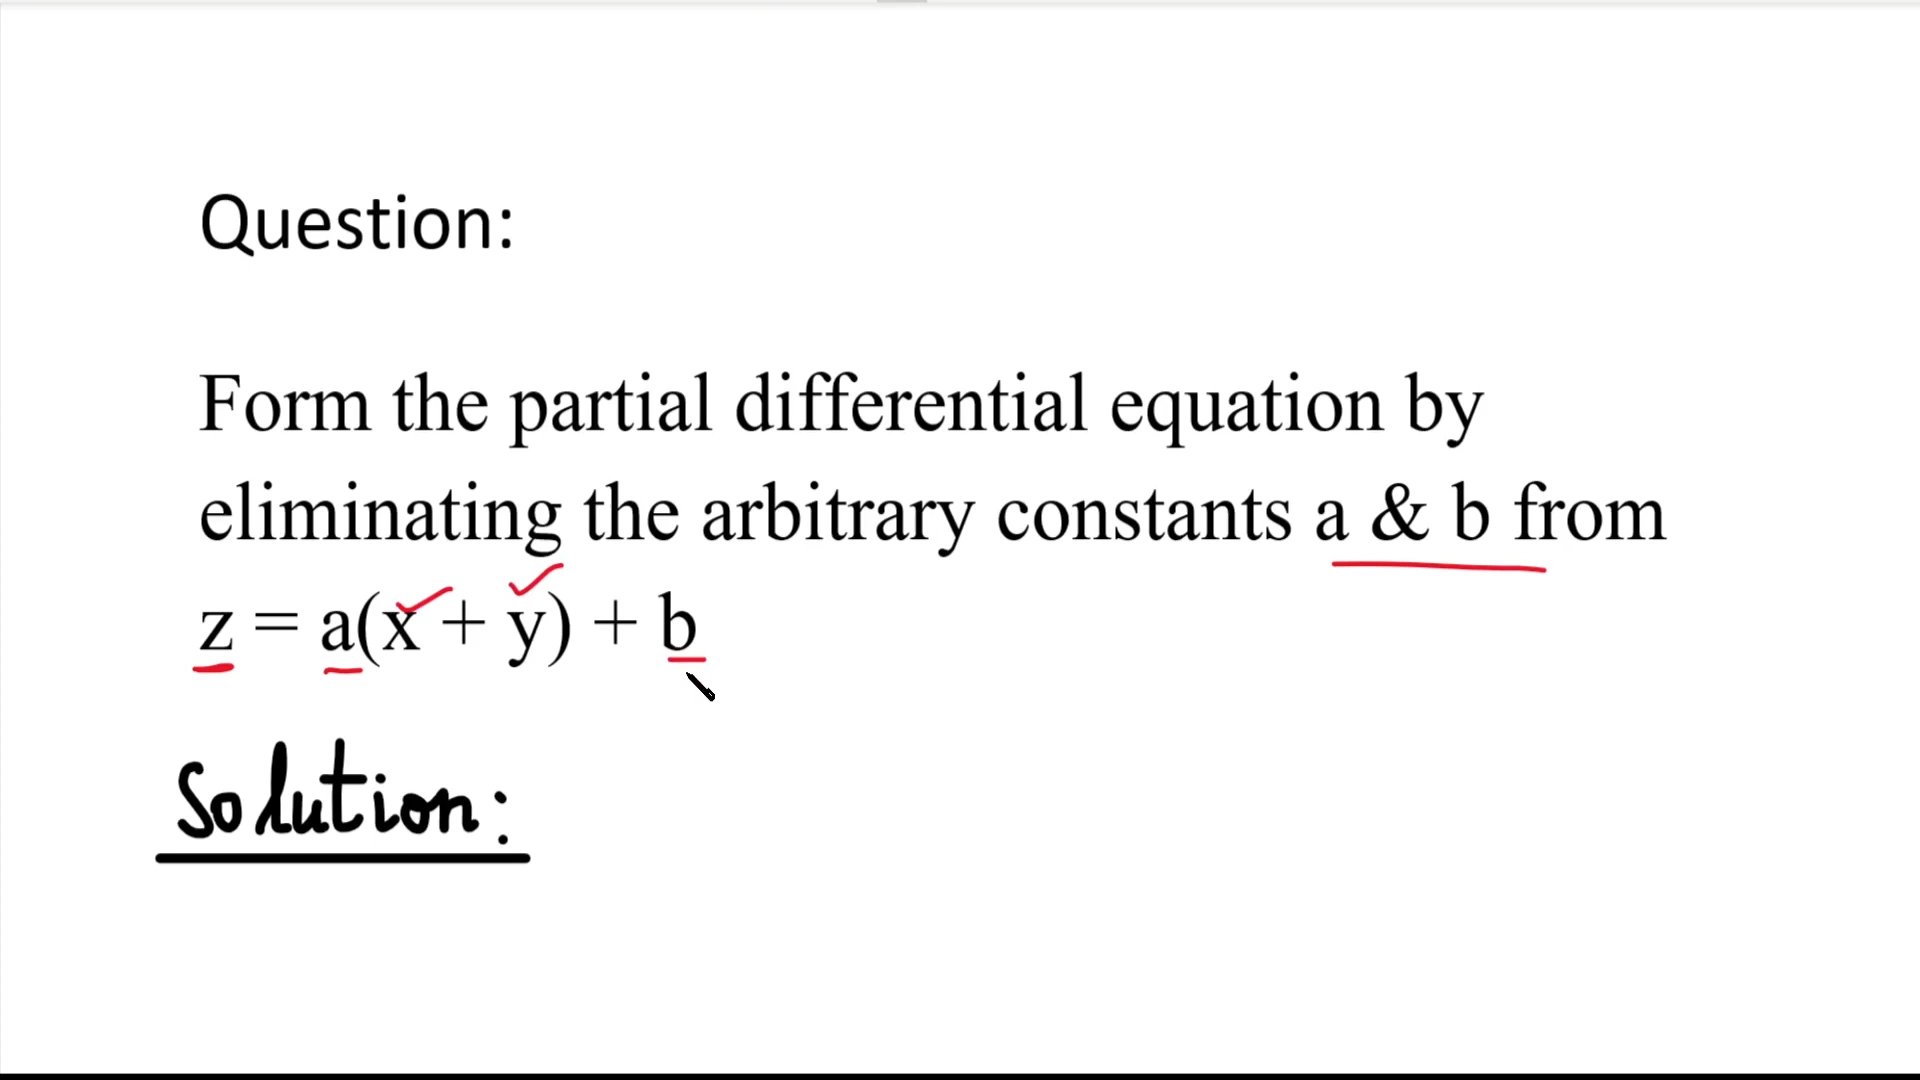 Question:
Form the partial differential equation by
eliminating the arbitrary constants a & b from
z = a(x + y) + b
Solution: